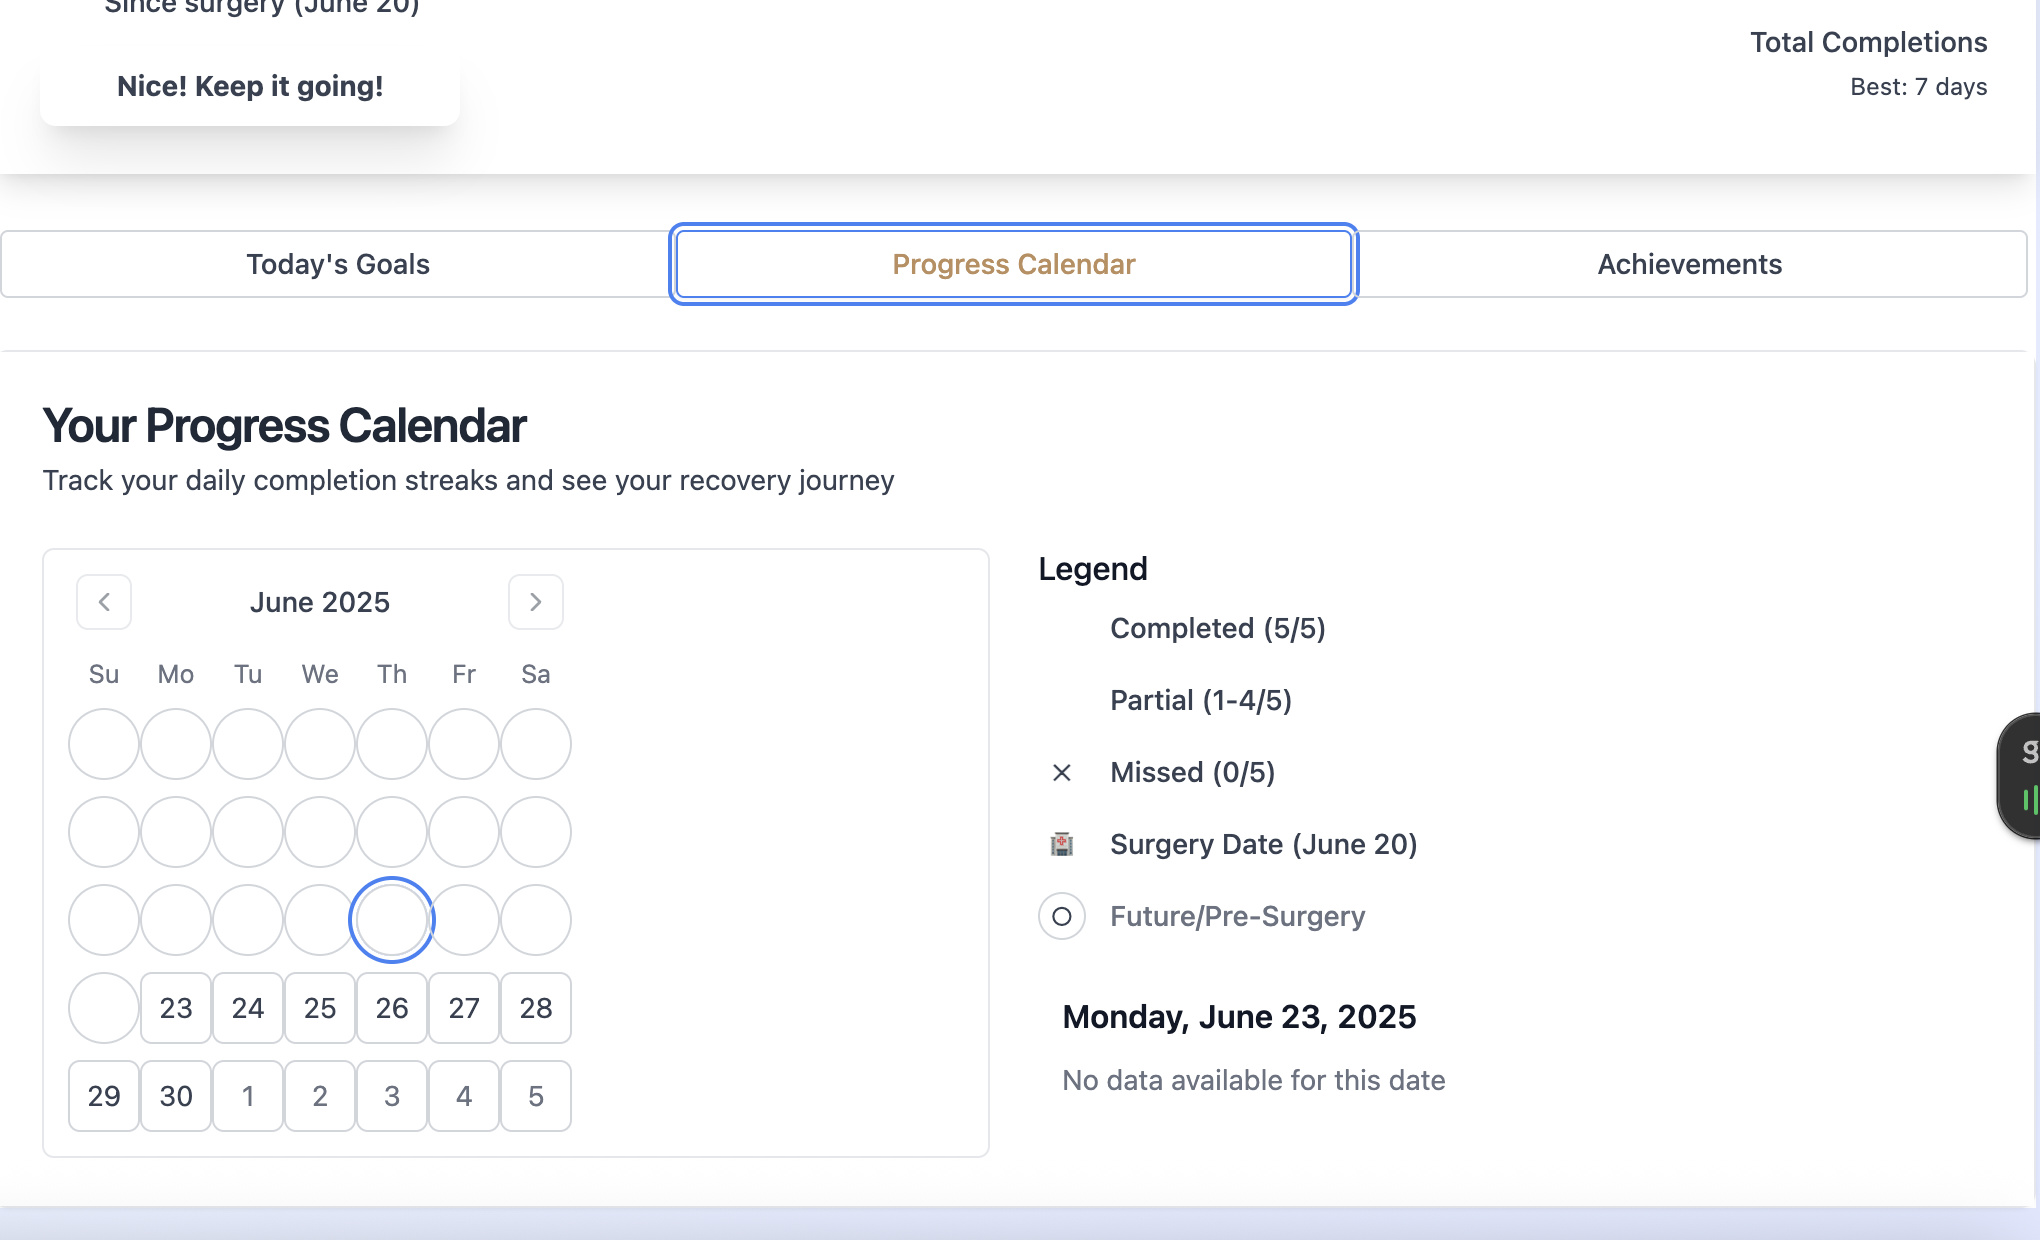 Since surgery (June 20)
Nice! Keep it going!
Total Completions
Best: 7 days
Today's Goals
Progress Calendar
Achievements
Your Progress Calendar
Track your daily completion streaks and see your recovery journey
June 2025
Su Mo Tu We Th Fr Sa
23 24 25 26 27 28
29 30 1 2 3 4 5
Legend
Completed (5/5)
Partial (1-4/5)
Missed (0/5)
Surgery Date (June 20)
Future/Pre-Surgery
Monday, June 23, 2025
No data available for this date
g